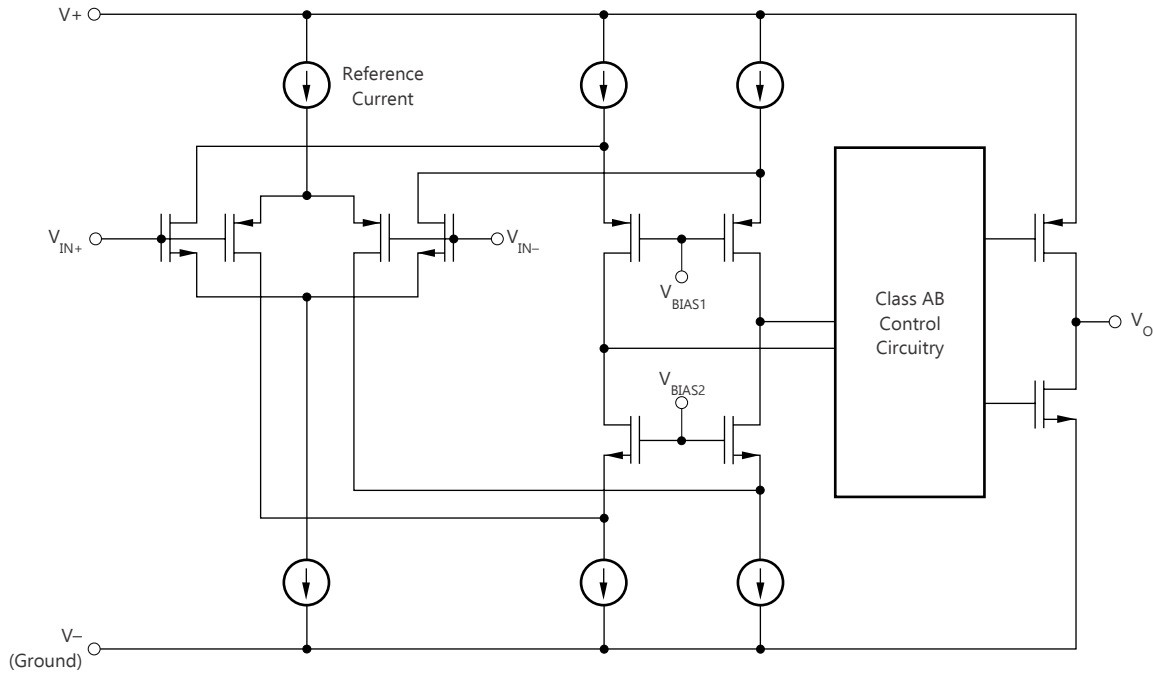 V+
Reference
Current
VIN+
VIN–
VBIAS1
VBIAS2
Class AB
Control
Circuitry
VO
V–
(Ground)